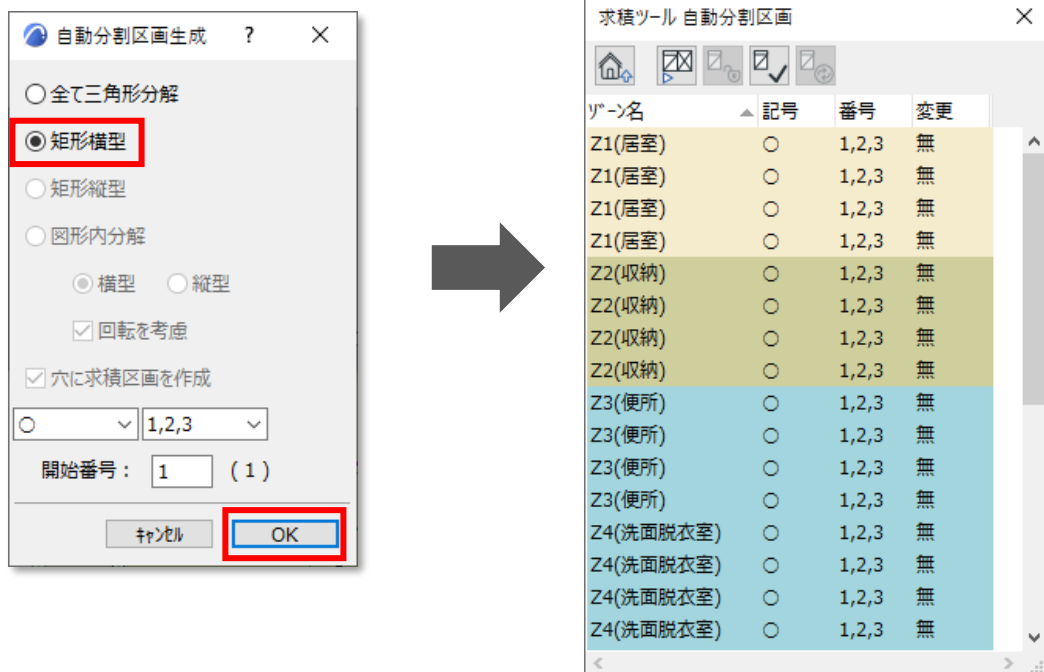 自動分割区画生成 ?
全て三角形分解
矩形横型
矩形縦型
図形内分解
横型 縦型
回転を考慮
穴に求積区画を作成
○ 1,2,3
開始番号： 1 (1)
ｷｬﾝｾﾙ OK
求積ツール 自動分割区画
ｿﾞｰﾝ名 記号 番号 変更
Z1(居室) ○ 1,2,3 無
Z1(居室) ○ 1,2,3 無
Z1(居室) ○ 1,2,3 無
Z1(居室) ○ 1,2,3 無
Z2(収納) ○ 1,2,3 無
Z2(収納) ○ 1,2,3 無
Z2(収納) ○ 1,2,3 無
Z2(収納) ○ 1,2,3 無
Z3(便所) ○ 1,2,3 無
Z3(便所) ○ 1,2,3 無
Z3(便所) ○ 1,2,3 無
Z3(便所) ○ 1,2,3 無
Z4(洗面脱衣室) ○ 1,2,3 無
Z4(洗面脱衣室) ○ 1,2,3 無
Z4(洗面脱衣室) ○ 1,2,3 無
Z4(洗面脱衣室) ○ 1,2,3 無